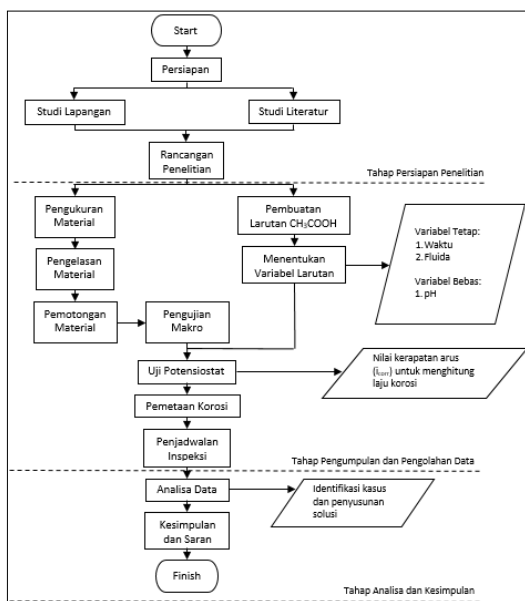 Start
Persiapan
Studi Lapangan
Studi Literatur
Rancangan
Penelitian
Tahap Persiapan Penelitian
Pengukuran
Material
Pembuatan
Larutan CH₃COOH
Variabel Tetap:
1. Waktu
2. Fluida
Variabel Bebas:
1. pH
Pengelasan
Material
Menentukan
Variabel Larutan
Pemotongan
Material
Pengujian
Makro
Uji Potensiostat
Nilai kerapatan arus
(icorr) untuk menghitung
laju korosi
Pemetaan Korosi
Penjadwalan
Inspeksi
Tahap Pengumpulan dan Pengolahan Data
Analisa Data
Identifikasi kasus
dan penyusunan
solusi
Kesimpulan
dan Saran
Finish
Tahap Analisa dan Kesimpulan